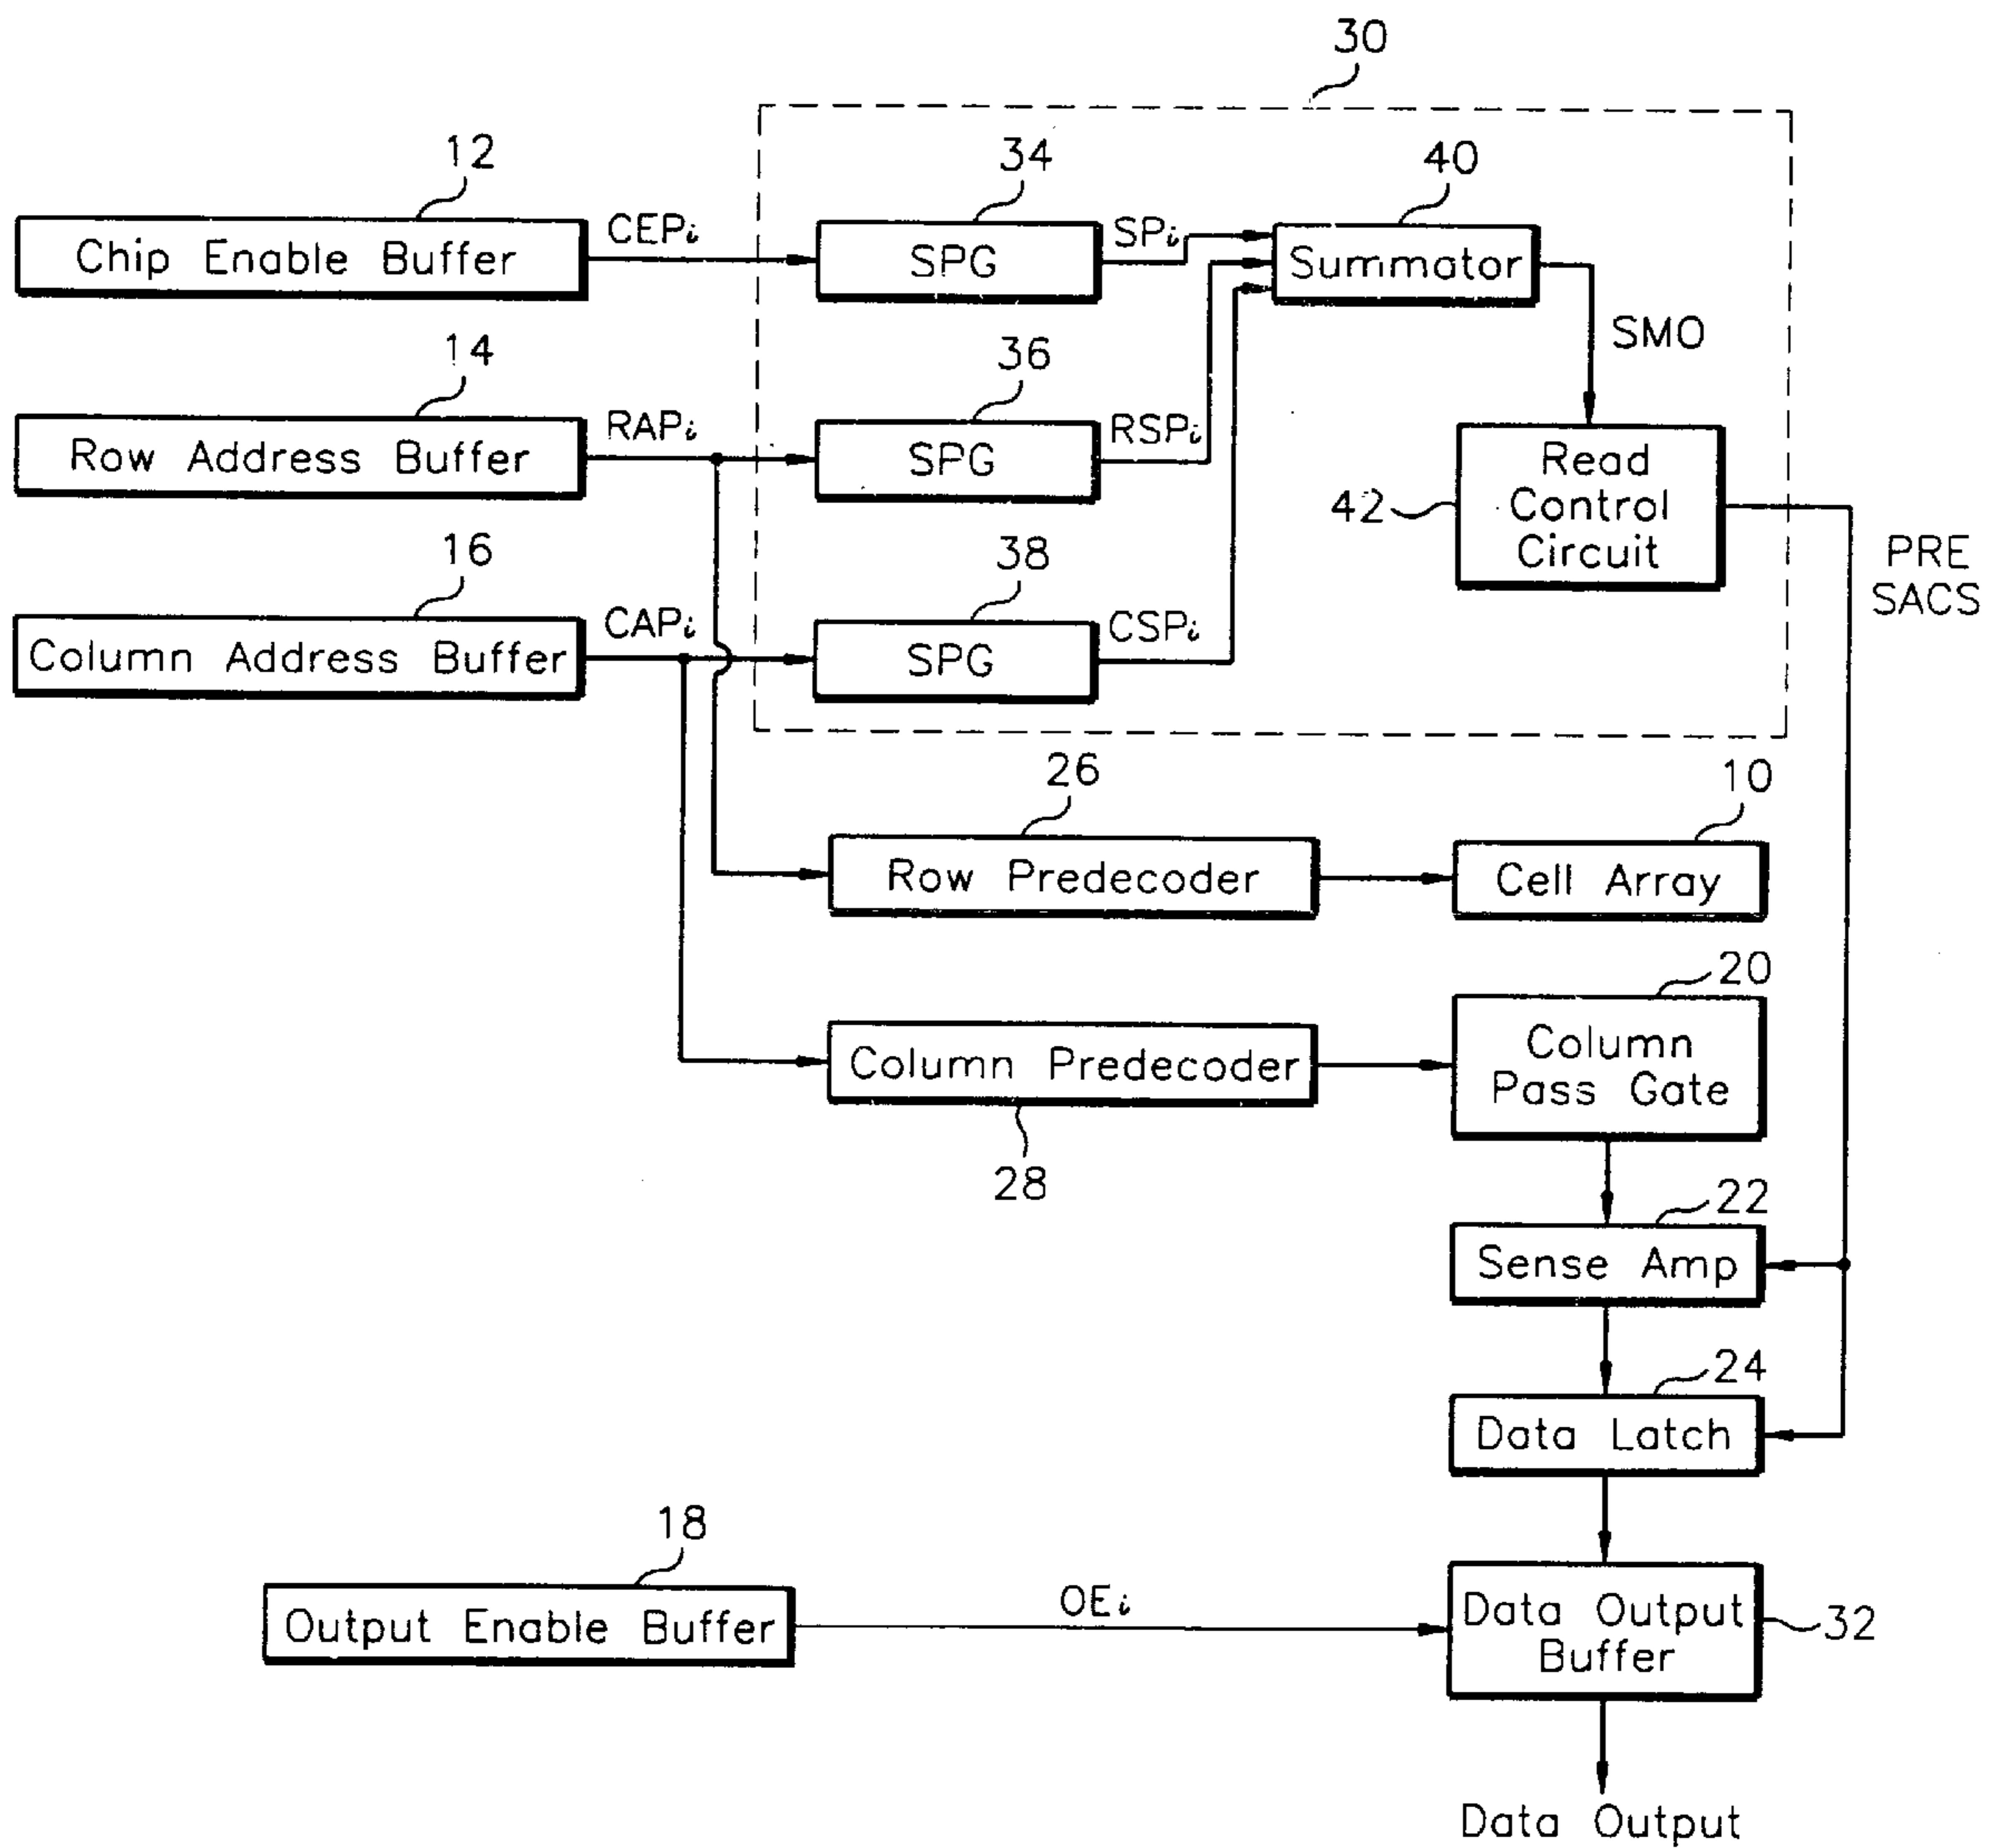 30
12
34
40
CEPi
SPi
Chip Enable Buffer
SPG
Summator
SMO
14
36
RAPi
RSPi
Row Address Buffer
SPG
42
Read
Control
Circuit
16
38
PRE
SACS
CAPi
CSPi
Column Address Buffer
SPG
26
10
Row Predecoder
Cell Array
20
Column Predecoder
Column
Pass Gate
28
22
Sense Amp
24
Data Latch
18
OEi
Output Enable Buffer
Data Output
Buffer
32
Data Output